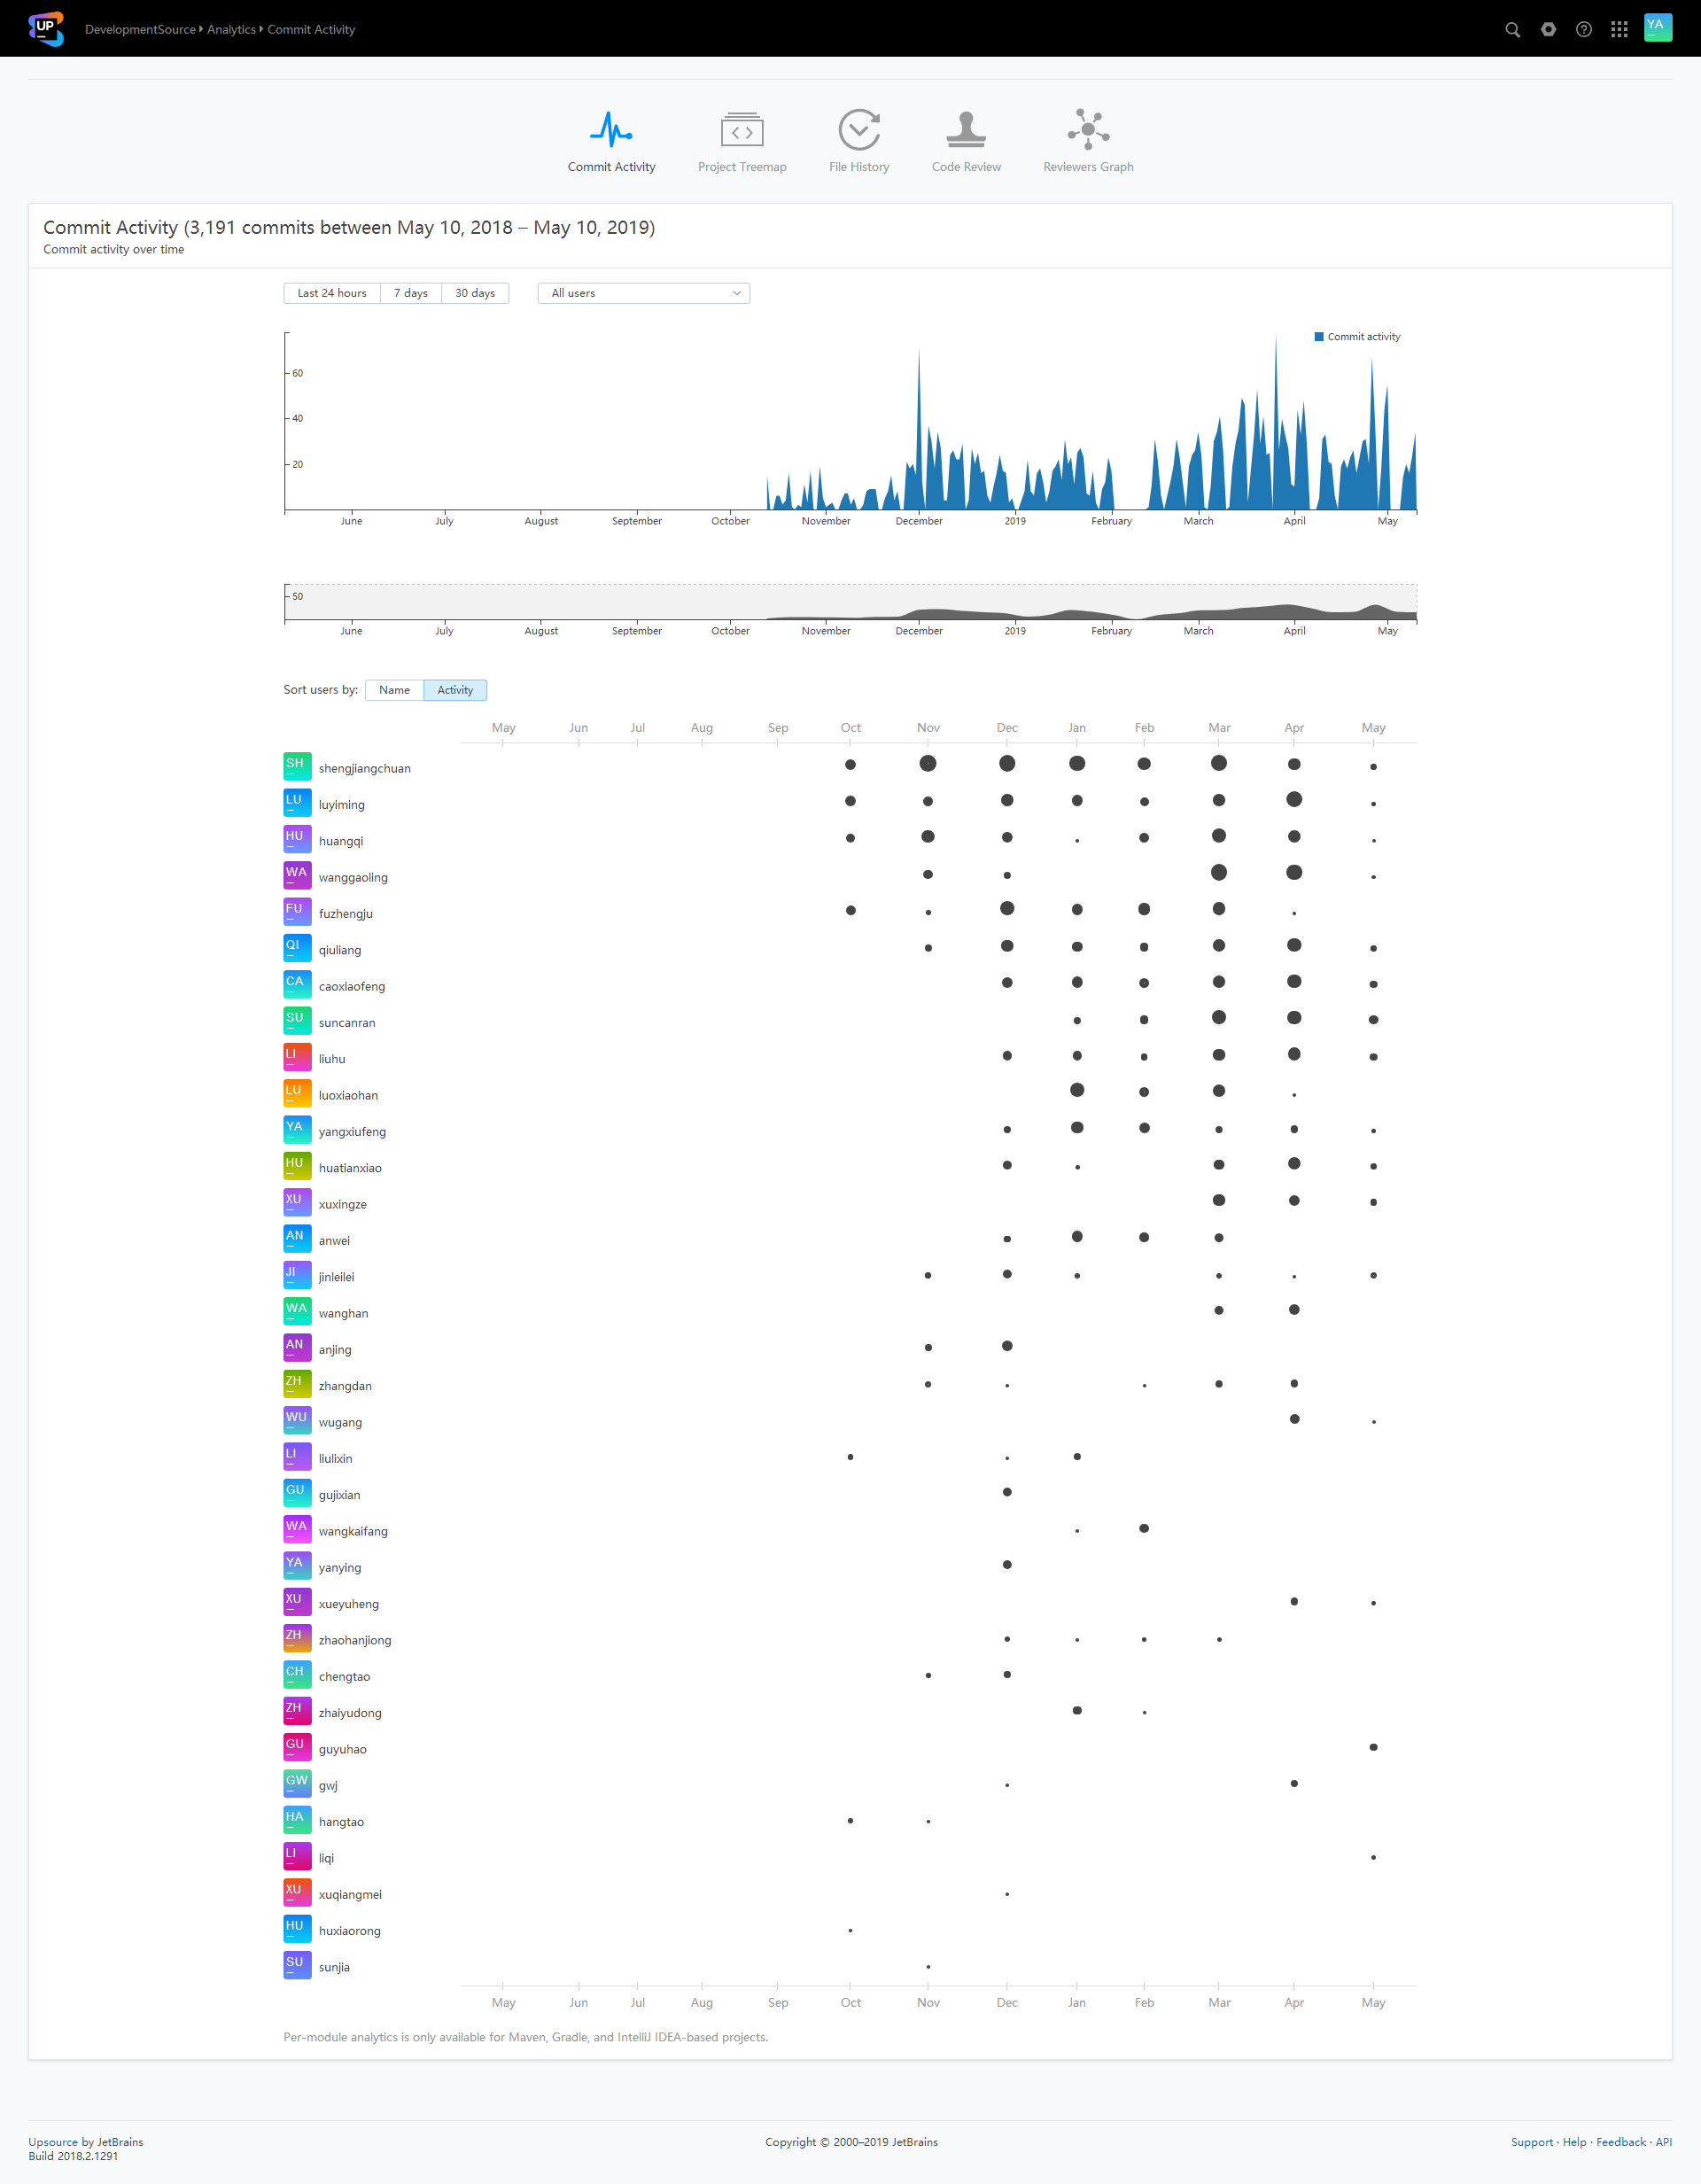 UP
DevelopmentSource Analytics Commit Activity
YA
Commit Activity
Project Treemap
File History
Code Review
Reviewers Graph
Commit Activity (3,191 commits between May 10, 2018 – May 10, 2019)
Commit activity over time
Last 24 hours
7 days
30 days
All users
Commit activity
60
40
20
June July August September October November December 2019 February March April May
50
June July August September October November December 2019 February March April May
Sort users by: Name Activity
May Jun Jul Aug Sep Oct Nov Dec Jan Feb Mar Apr May
SH shengjiangchuan
LU luyiming
HU huangqi
WA wanggaoling
FU fuzhengju
QI qiuliang
CA caoxiaofeng
SU suncanran
LI liuhu
LU luoxiaohan
YA yangxiufeng
HU huatianxiao
XU xuxingze
AN anwei
JI jinleilei
WA wanghan
AN anjing
ZH zhangdan
WU wugang
LI liulixin
GU gujixian
WA wangkaifang
YA yanying
XU xueyuheng
ZH zhaohanjiong
CH chengtao
ZH zhaiyudong
GU guyuhao
GW gwj
HA hangtao
LI liqi
XU xuqiangmei
HU huxiaorong
SU sunjia
May Jun Jul Aug Sep Oct Nov Dec Jan Feb Mar Apr May
Per-module analytics is only available for Maven, Gradle, and IntelliJ IDEA-based projects.
Upsource by JetBrains
Build 2018.2.1291
Copyright © 2000–2019 JetBrains
Support · Help · Feedback · API